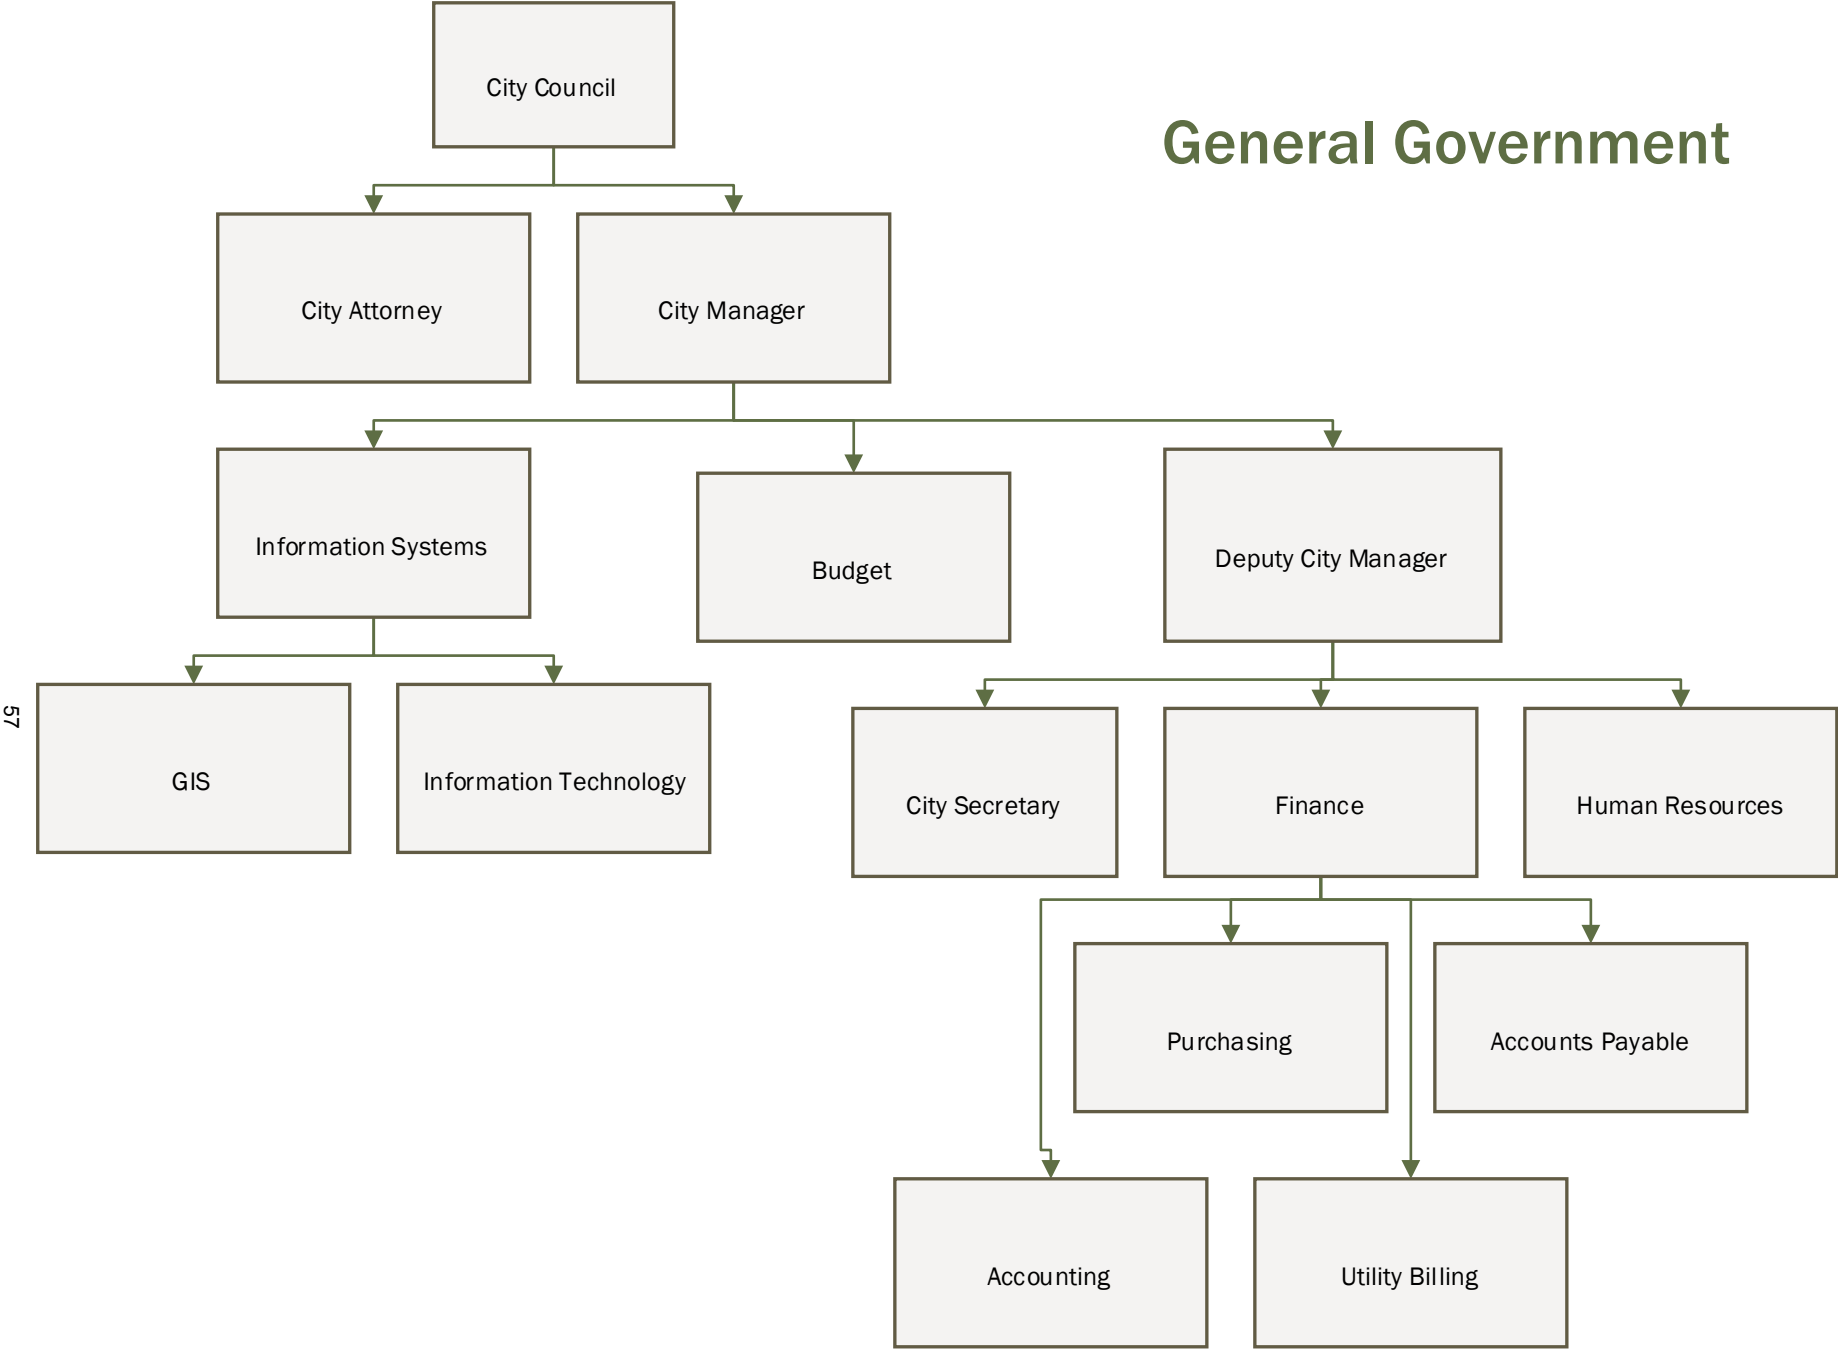 City Council
General Government
City Attorney
City Manager
Information Systems
Budget
Deputy City Manager
GIS
Information Technology
City Secretary
Finance
Human Resources
Purchasing
Accounts Payable
Accounting
Utility Billing
57